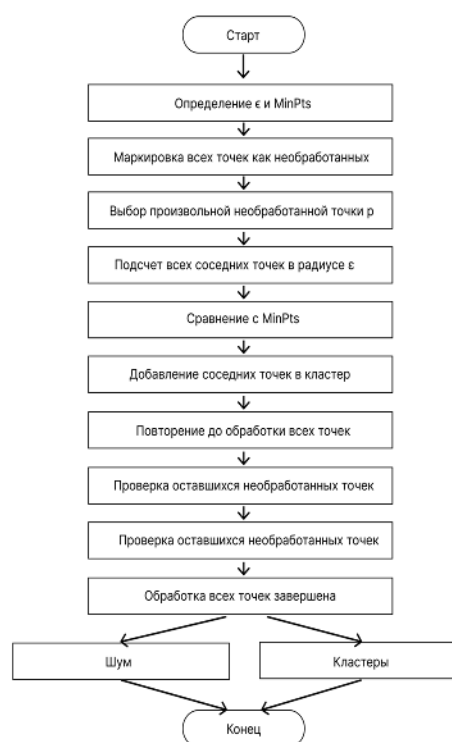 Старт
Определение ϵ и MinPts
Маркировка всех точек как необработанных
Выбор произвольной необработанной точки p
Подсчет всех соседних точек в радиусе ε
Сравнение с MinPts
Добавление соседних точек в кластер
Повторение до обработки всех точек
Проверка оставшихся необработанных точек
Проверка оставшихся необработанных точек
Обработка всех точек завершена
Шум
Кластеры
Конец